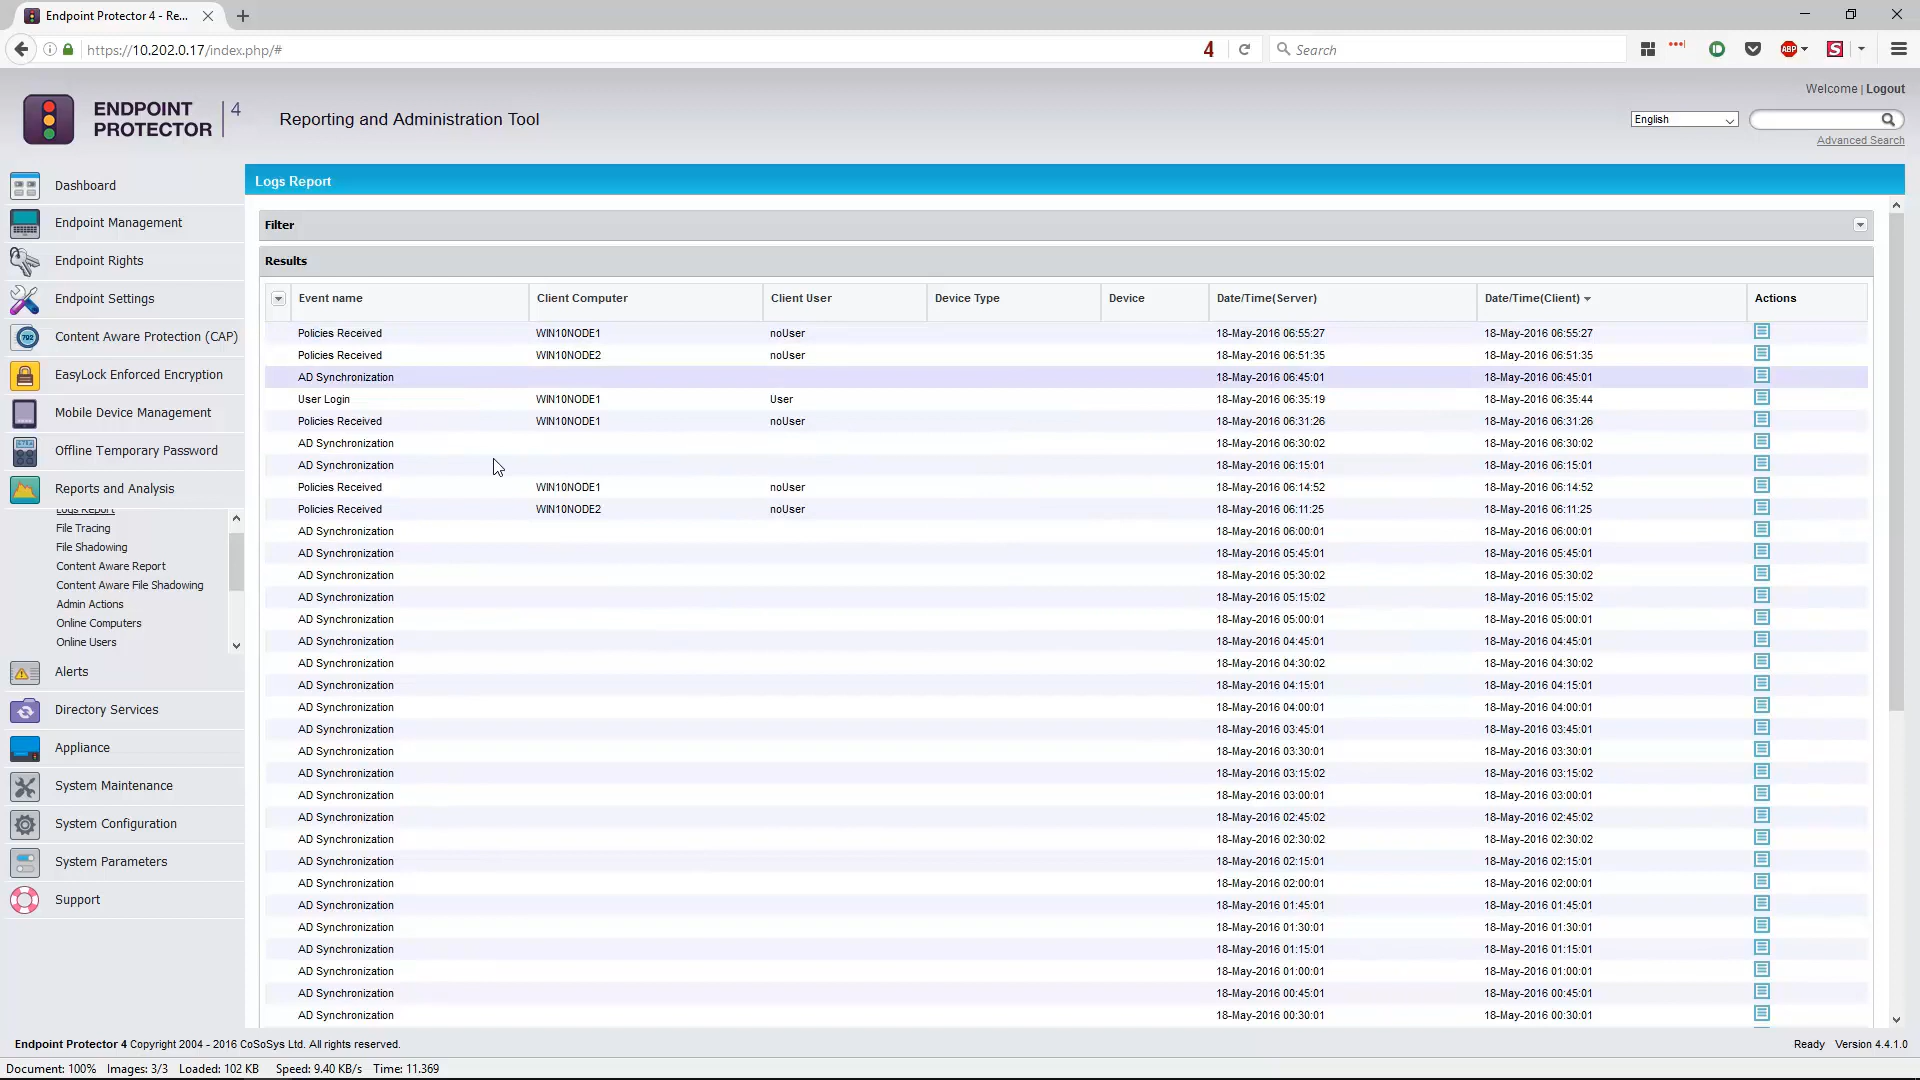 Endpoint Protector 4 - Re...
https://10.202.0.17/index.php/#
4
Search
Welcome | Logout
ENDPOINT
PROTECTOR
4
Reporting and Administration Tool
English
Advanced Search
Dashboard
Endpoint Management
Endpoint Rights
Endpoint Settings
Content Aware Protection (CAP)
EasyLock Enforced Encryption
Mobile Device Management
Offline Temporary Password
Reports and Analysis
Logs Report
File Tracing
File Shadowing
Content Aware Report
Content Aware File Shadowing
Admin Actions
Online Computers
Online Users
Alerts
Directory Services
Appliance
System Maintenance
System Configuration
System Parameters
Support
Logs Report
Filter
Results
Event name Client Computer Client User Device Type Device Date/Time(Server) Date/Time(Client) Actions
Policies Received WIN10NODE1 noUser 18-May-2016 06:55:27 18-May-2016 06:55:27
Policies Received WIN10NODE2 noUser 18-May-2016 06:51:35 18-May-2016 06:51:35
AD Synchronization 18-May-2016 06:45:01 18-May-2016 06:45:01
User Login WIN10NODE1 User 18-May-2016 06:35:19 18-May-2016 06:35:44
Policies Received WIN10NODE1 noUser 18-May-2016 06:31:26 18-May-2016 06:31:26
AD Synchronization 18-May-2016 06:30:02 18-May-2016 06:30:02
AD Synchronization 18-May-2016 06:15:01 18-May-2016 06:15:01
Policies Received WIN10NODE1 noUser 18-May-2016 06:14:52 18-May-2016 06:14:52
Policies Received WIN10NODE2 noUser 18-May-2016 06:11:25 18-May-2016 06:11:25
AD Synchronization 18-May-2016 06:00:01 18-May-2016 06:00:01
AD Synchronization 18-May-2016 05:45:01 18-May-2016 05:45:01
AD Synchronization 18-May-2016 05:30:02 18-May-2016 05:30:02
AD Synchronization 18-May-2016 05:15:02 18-May-2016 05:15:02
AD Synchronization 18-May-2016 05:00:01 18-May-2016 05:00:01
AD Synchronization 18-May-2016 04:45:01 18-May-2016 04:45:01
AD Synchronization 18-May-2016 04:30:02 18-May-2016 04:30:02
AD Synchronization 18-May-2016 04:15:01 18-May-2016 04:15:01
AD Synchronization 18-May-2016 04:00:01 18-May-2016 04:00:01
AD Synchronization 18-May-2016 03:45:01 18-May-2016 03:45:01
AD Synchronization 18-May-2016 03:30:01 18-May-2016 03:30:01
AD Synchronization 18-May-2016 03:15:02 18-May-2016 03:15:02
AD Synchronization 18-May-2016 03:00:01 18-May-2016 03:00:01
AD Synchronization 18-May-2016 02:45:02 18-May-2016 02:45:02
AD Synchronization 18-May-2016 02:30:02 18-May-2016 02:30:02
AD Synchronization 18-May-2016 02:15:01 18-May-2016 02:15:01
AD Synchronization 18-May-2016 02:00:01 18-May-2016 02:00:01
AD Synchronization 18-May-2016 01:45:01 18-May-2016 01:45:01
AD Synchronization 18-May-2016 01:30:01 18-May-2016 01:30:01
AD Synchronization 18-May-2016 01:15:01 18-May-2016 01:15:01
AD Synchronization 18-May-2016 01:00:01 18-May-2016 01:00:01
AD Synchronization 18-May-2016 00:45:01 18-May-2016 00:45:01
AD Synchronization 18-May-2016 00:30:01 18-May-2016 00:30:01
Endpoint Protector 4 Copyright 2004 - 2016 CoSoSys Ltd. All rights reserved.
Ready Version 4.4.1.0
Document: 100% Images: 3/3 Loaded: 102 KB Speed: 9.40 KB/s Time: 11.369